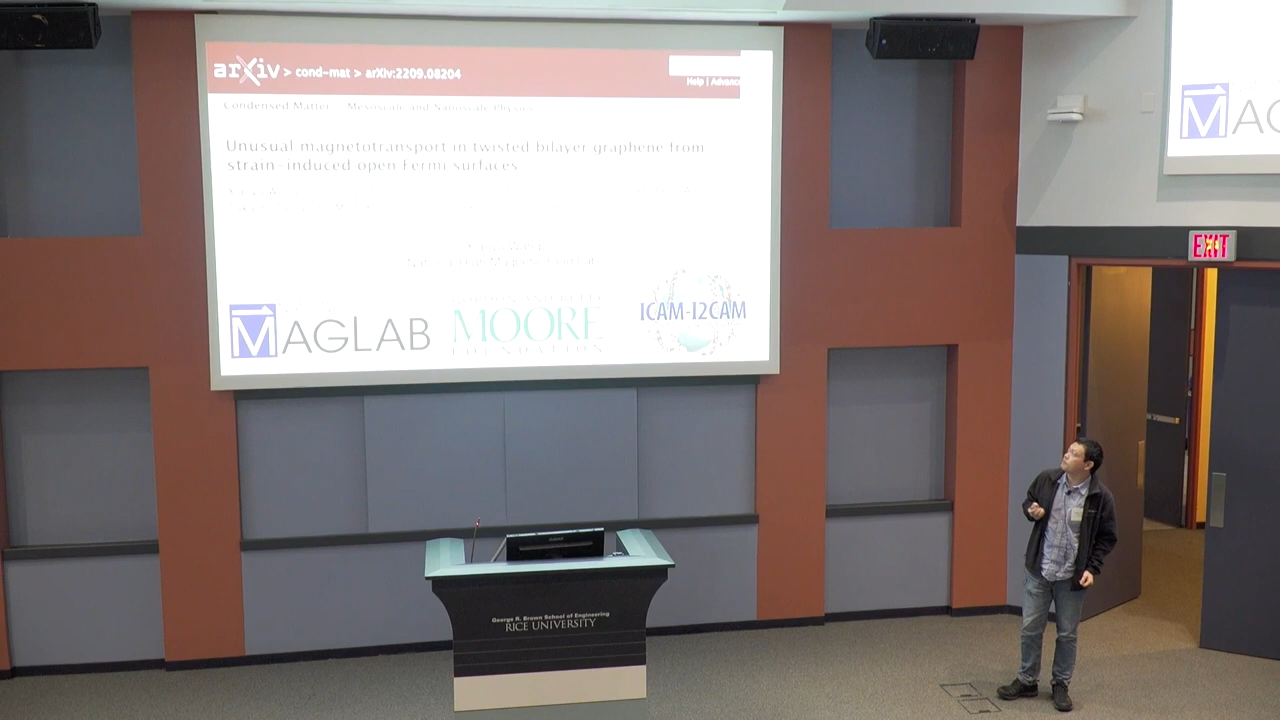 arXiv > cond-mat > arXiv:2209.08204
Help | Advanc
Condensed Matter Mesoscale and Nanoscale Physics
Unusual magnetotransport in twisted bilayer graphene from
strain-induced open Fermi surfaces
MAGLAB
MOORE
FOUNDATION
ICAM-I2CAM
MAG
EXIT
George R. Brown School of Engineering
RICE UNIVERSITY